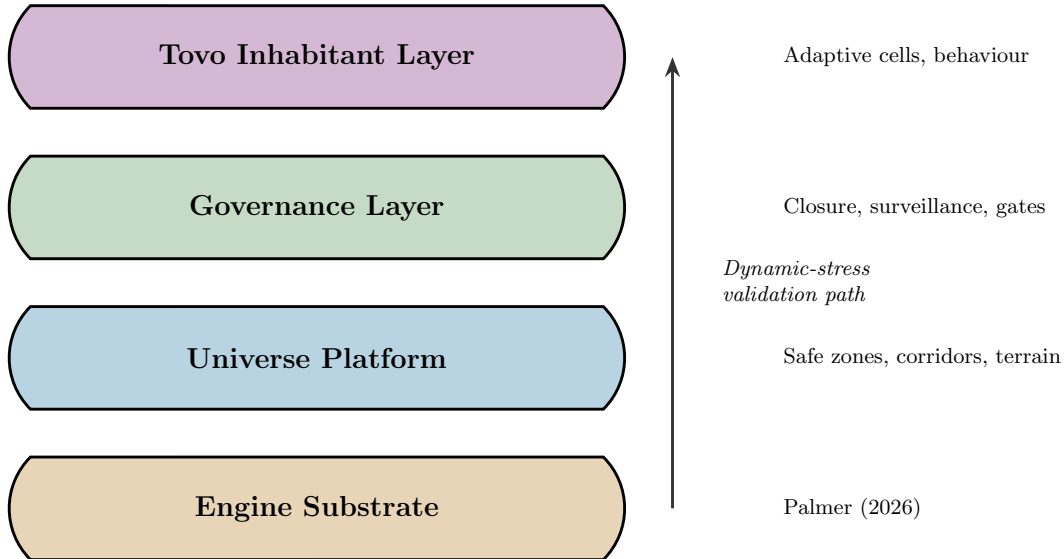 Tovo Inhabitant Layer
Adaptive cells, behaviour
Governance Layer
Closure, surveillance, gates
Dynamic-stress
validation path
Universe Platform
Safe zones, corridors, terrain
Engine Substrate
Palmer (2026)